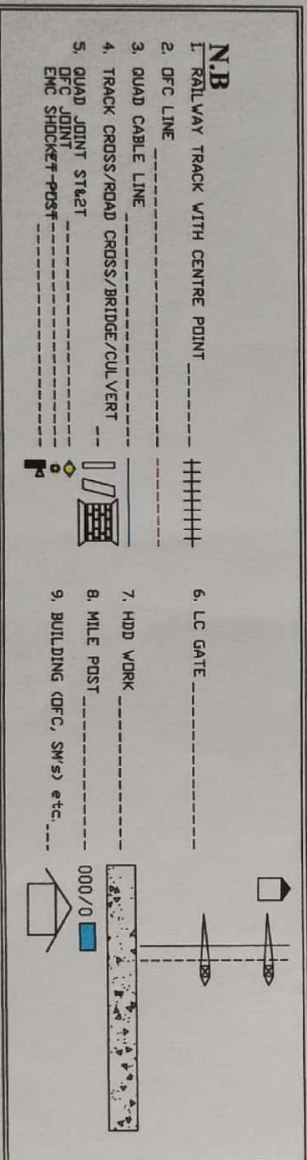 N.B
1. RAILWAY TRACK WITH CENTRE POINT
2. OFC LINE
3. QUAD CABLE LINE
4. TRACK CROSS/ROAD CROSS/BRIDGE/CULVERT
5. QUAD JOINT ST&2T
OFC JOINT
EMC SHOCKET-POST
6. LC GATE
7. HDD WORK
8. MILE POST
000/0
9. BUILDING (OFC, SM's) etc.